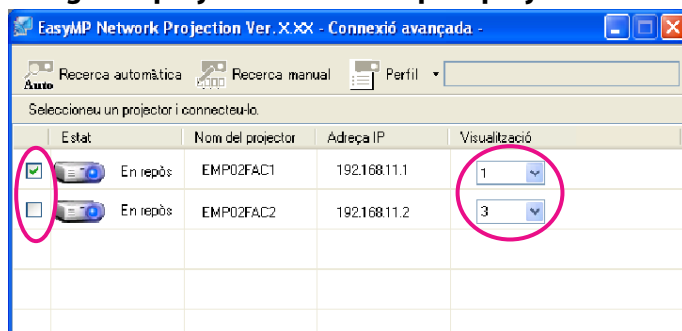 EasyMP Network Projection Ver.X.XX - Connexió avançada -
Auto Recerca automàtica Recerca manual Perfil
Seleccioneu un projector i connecteu-lo.
Estat Nom del projector Adreça IP Visualització
En repòs EMP02FAC1 192.168.11.1 1
En repòs EMP02FAC2 192.168.11.2 3